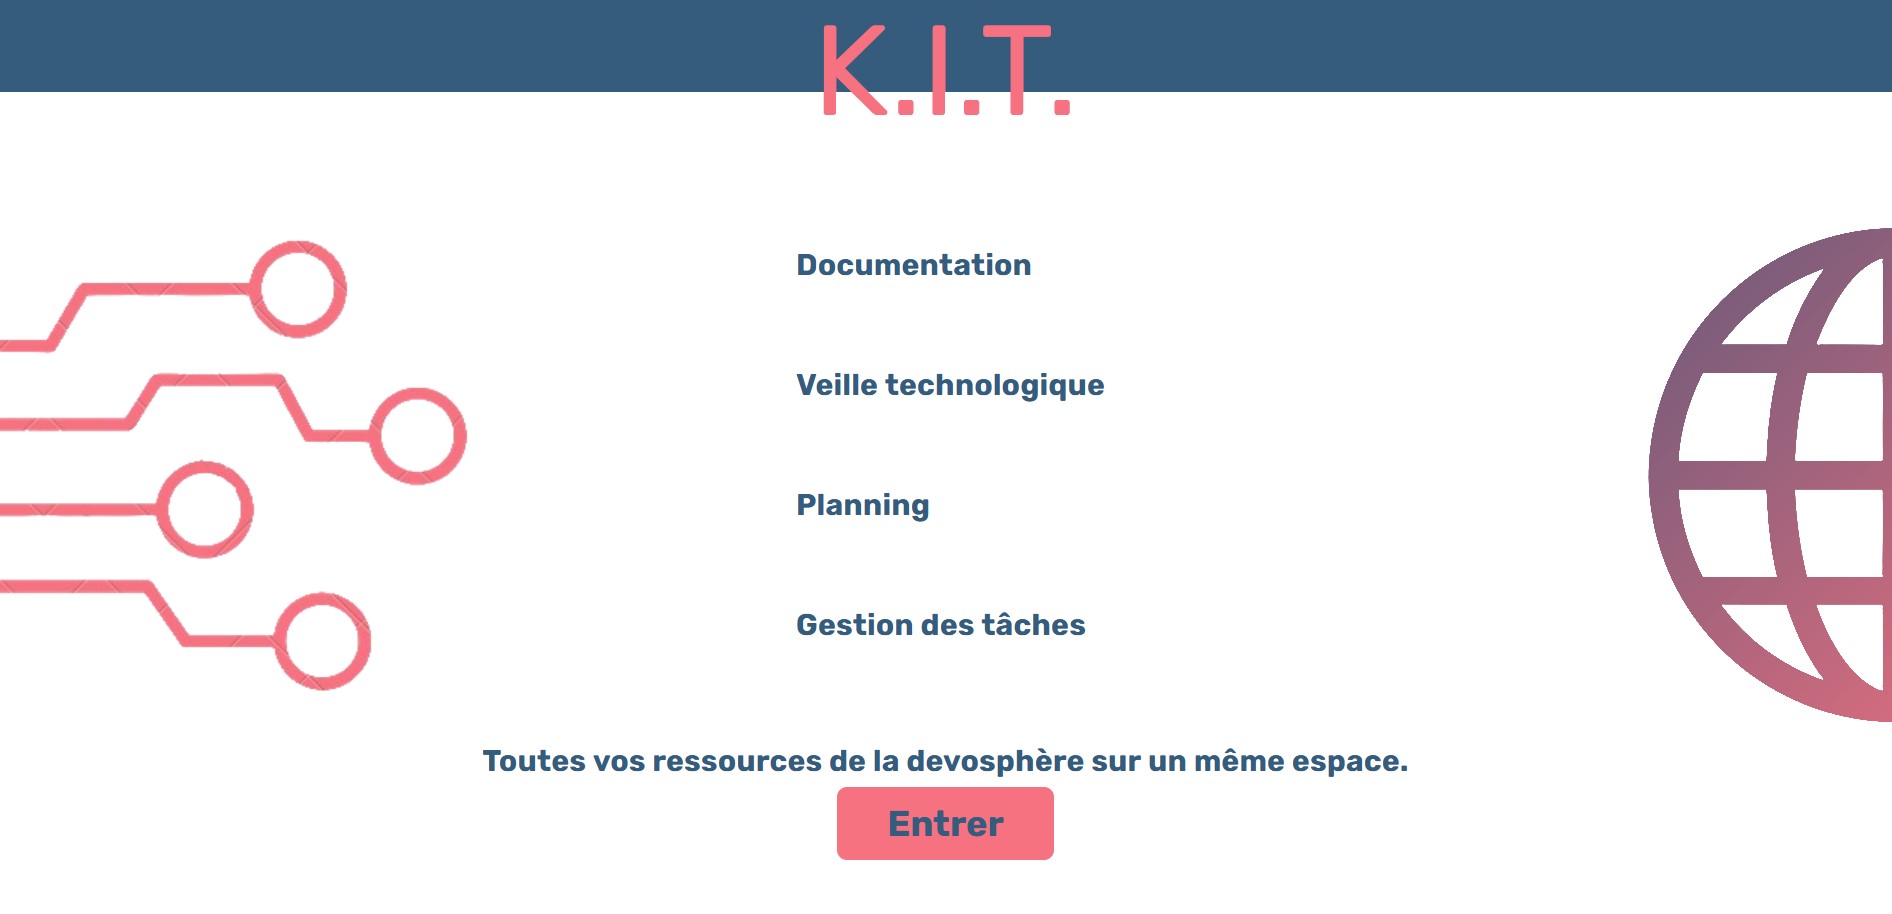 K.I.T.
Documentation
Veille technologique
Planning
Gestion des tâches
Toutes vos ressources de la devosphère sur un même espace.
Entrer